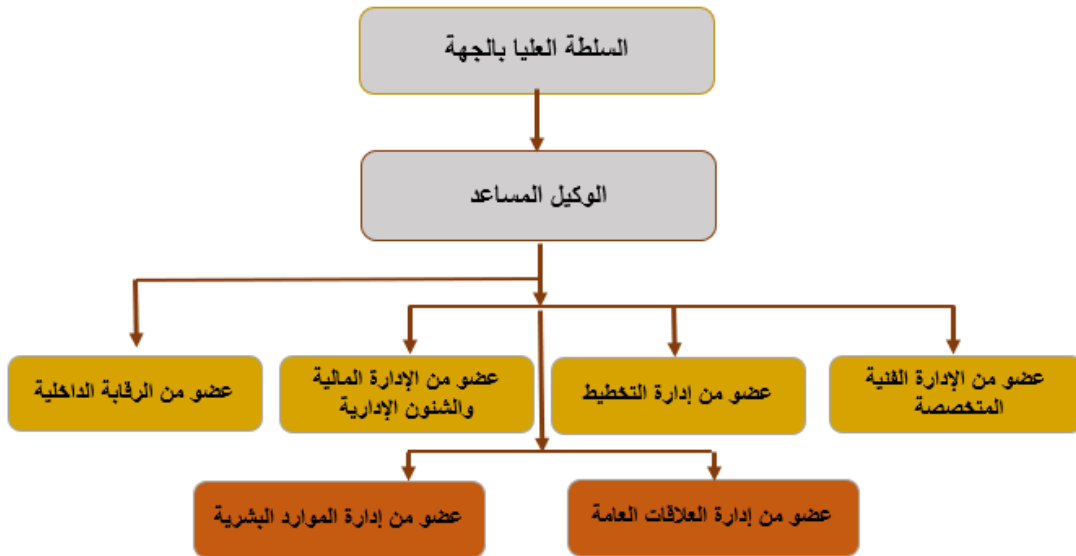 السلطة العليا بالجهة
الوكيل المساعد
عضو من الإدارة الفنية
المتخصصة
عضو من إدارة التخطيط
عضو من الإدارة المالية
والشئون الإدارية
عضو من الرقابة الداخلية
عضو من إدارة العلاقات العامة
عضو من إدارة الموارد البشرية